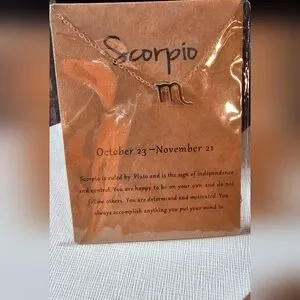 Scorpio
October 23 – November 21
Scorpio is ruled by Pluto and is the sign of independence
and control. You are happy to be on your own and do not
follow others. You are determined and motivated. You
always accomplish anything you put your mind to.